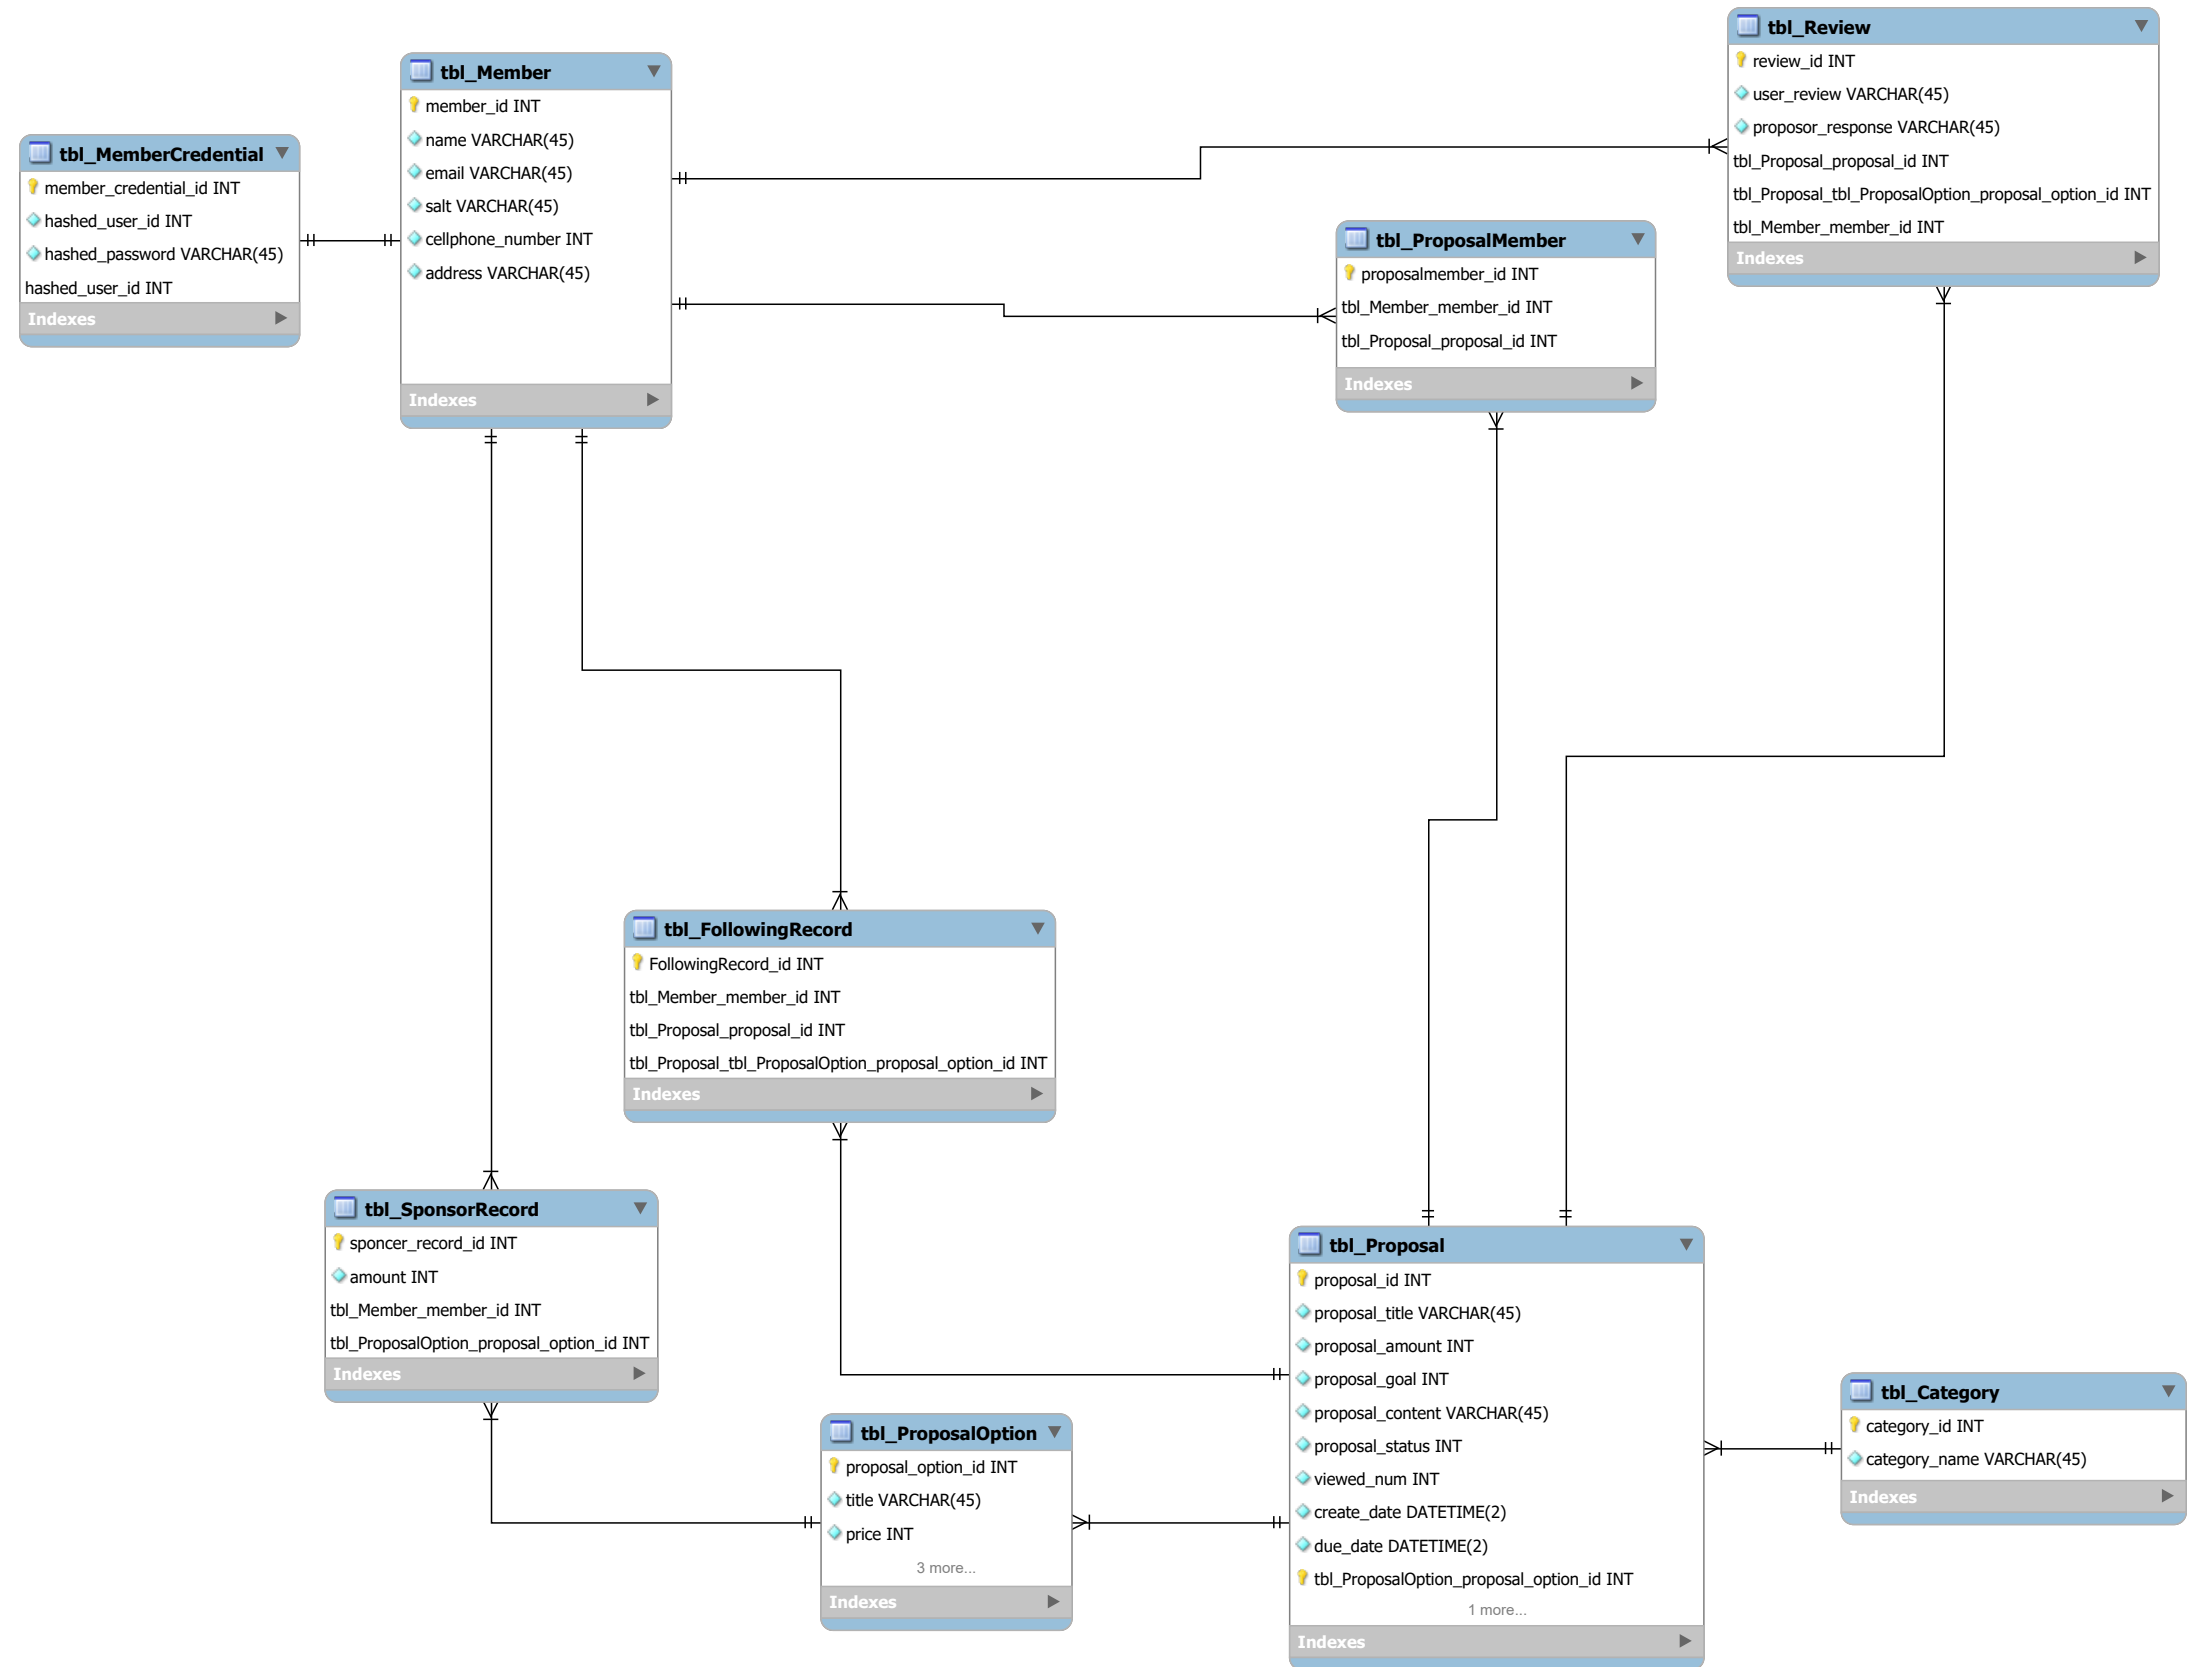 tbl_Review
review_id INT
user_review VARCHAR(45)
proposor_response VARCHAR(45)
tbl_Proposal_proposal_id INT
tbl_Proposal_tbl_ProposalOption_proposal_option_id INT
tbl_Member_member_id INT
Indexes
tbl_Member
member_id INT
name VARCHAR(45)
email VARCHAR(45)
salt VARCHAR(45)
cellphone_number INT
address VARCHAR(45)
Indexes
tbl_MemberCredential
member_credential_id INT
hashed_user_id INT
hashed_password VARCHAR(45)
hashed_user_id INT
Indexes
tbl_ProposalMember
proposalmember_id INT
tbl_Member_member_id INT
tbl_Proposal_proposal_id INT
Indexes
tbl_FollowingRecord
FollowingRecord_id INT
tbl_Member_member_id INT
tbl_Proposal_proposal_id INT
tbl_Proposal_tbl_ProposalOption_proposal_option_id INT
Indexes
tbl_SponsorRecord
sponcer_record_id INT
amount INT
tbl_Member_member_id INT
tbl_ProposalOption_proposal_option_id INT
Indexes
tbl_Proposal
proposal_id INT
proposal_title VARCHAR(45)
proposal_amount INT
proposal_goal INT
proposal_content VARCHAR(45)
proposal_status INT
viewed_num INT
create_date DATETIME(2)
due_date DATETIME(2)
tbl_ProposalOption_proposal_option_id INT
1 more...
Indexes
tbl_Category
category_id INT
category_name VARCHAR(45)
Indexes
tbl_ProposalOption
proposal_option_id INT
title VARCHAR(45)
price INT
3 more...
Indexes